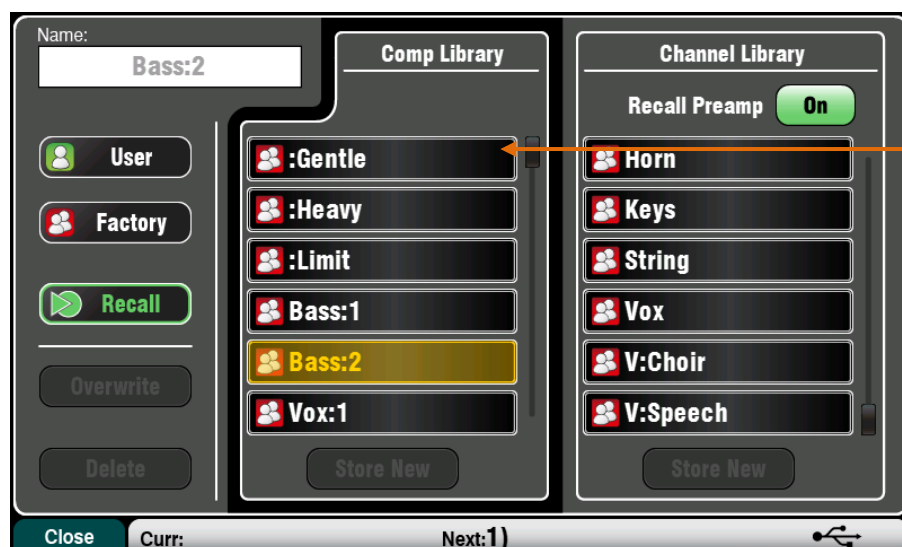 Name:
Bass:2
User
Factory
Recall
Overwrite
Delete
Comp Library
:Gentle
:Heavy
:Limit
Bass:1
Bass:2
Vox:1
Store New
Channel Library
Recall Preamp On
Horn
Keys
String
Vox
V:Choir
V:Speech
Store New
Close Curr: Next:1)